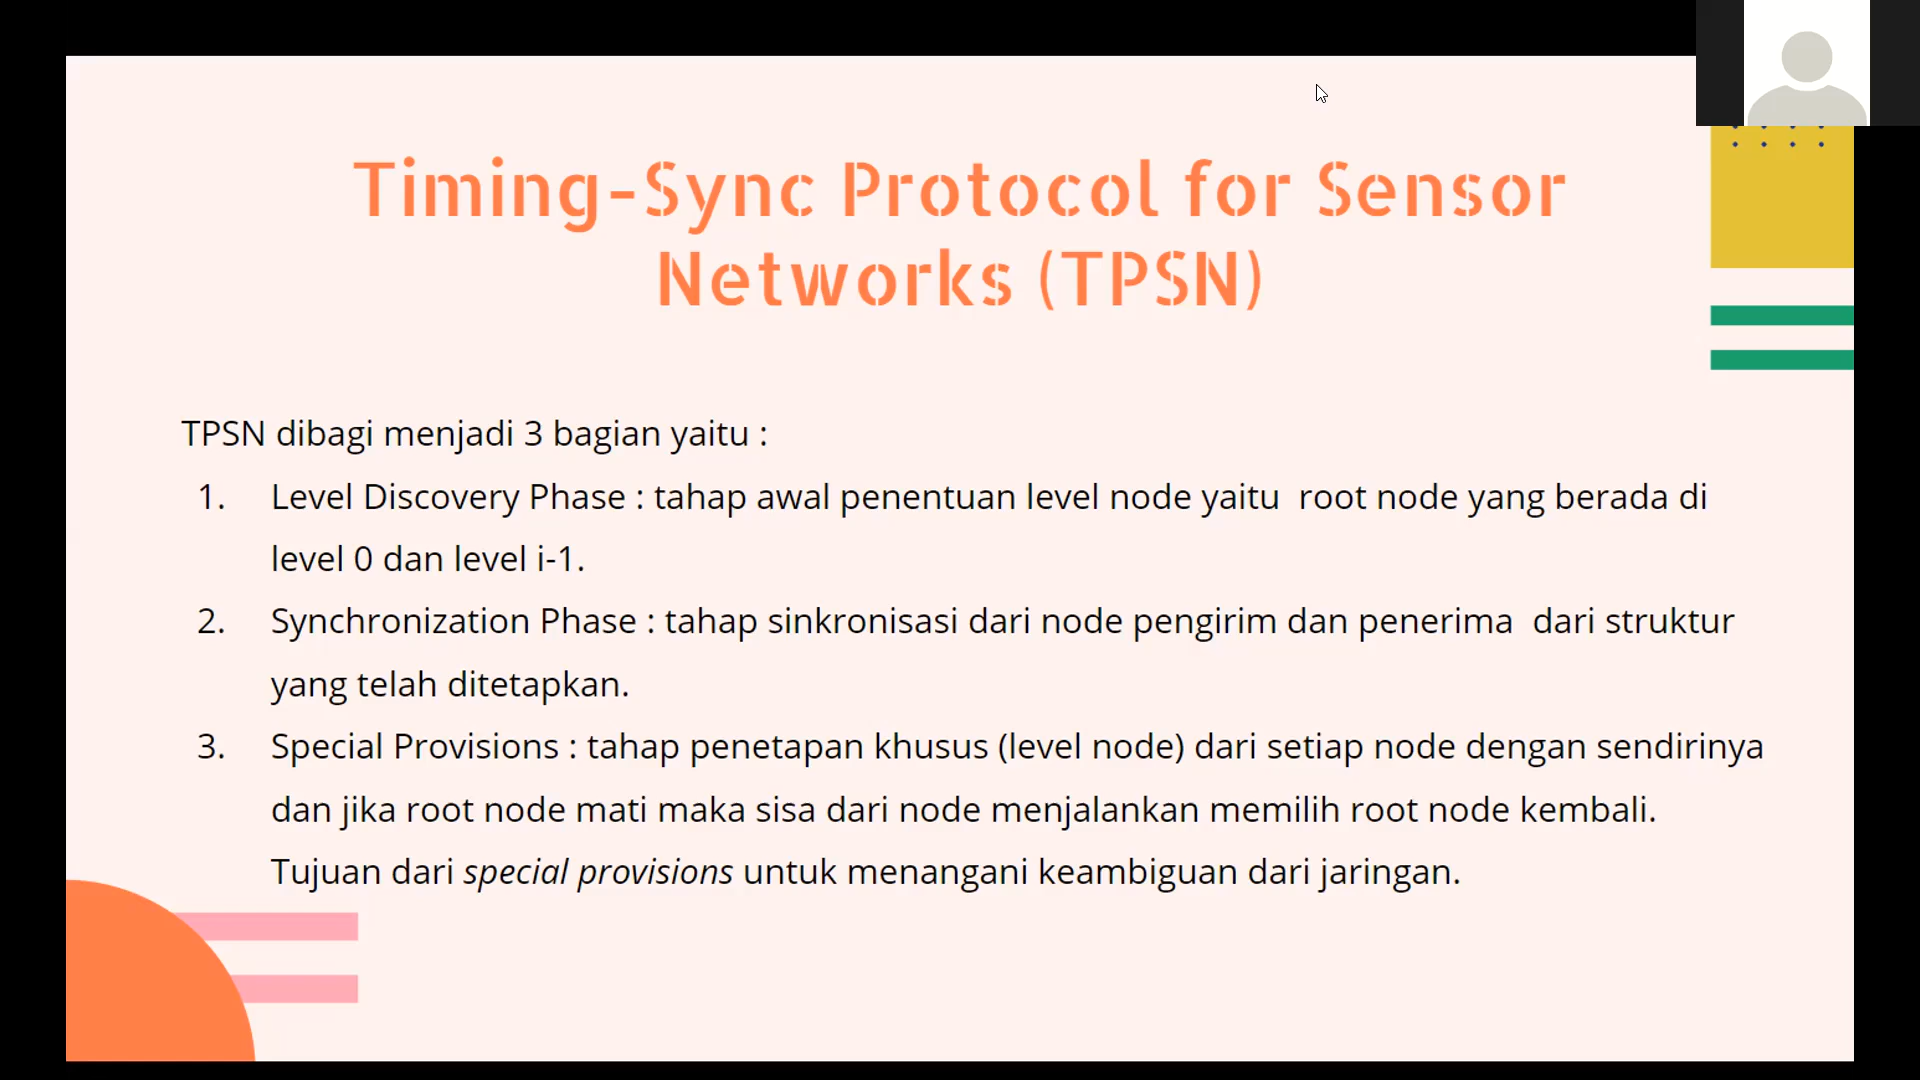 Timing-Sync Protocol for Sensor
Networks (TPSN)
TPSN dibagi menjadi 3 bagian yaitu :
1. Level Discovery Phase : tahap awal penentuan level node yaitu root node yang berada di
level 0 dan level i-1.
2. Synchronization Phase : tahap sinkronisasi dari node pengirim dan penerima dari struktur
yang telah ditetapkan.
3. Special Provisions : tahap penetapan khusus (level node) dari setiap node dengan sendirinya
dan jika root node mati maka sisa dari node menjalankan memilih root node kembali.
Tujuan dari special provisions untuk menangani keambiguan dari jaringan.